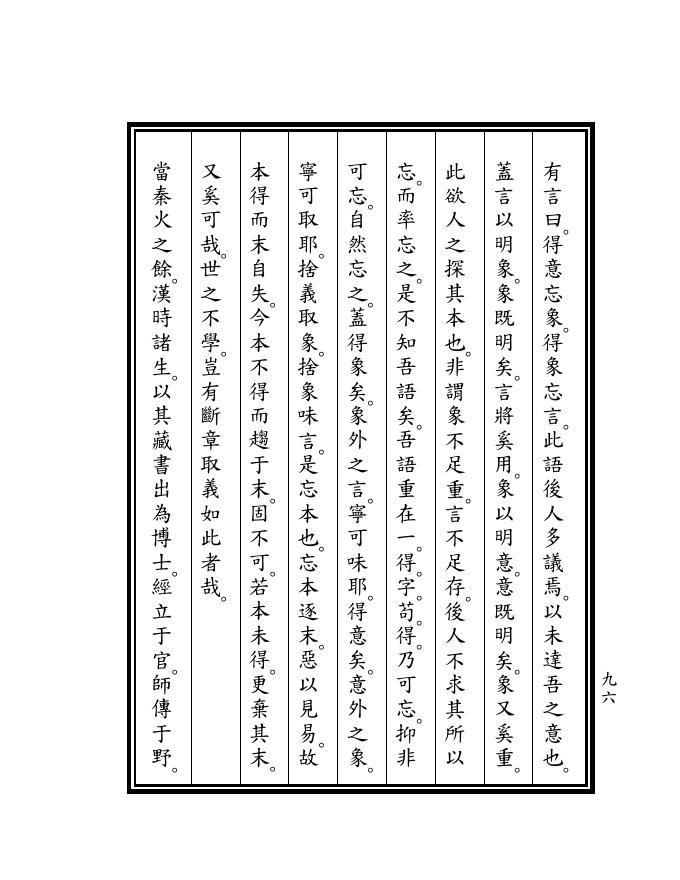 有言曰。得意忘象。得象忘言。此語後人多議焉。以未達吾之意也。
蓋言以明象。象既明矣。言將奚用。象以明意。意既明矣。象又奚重。
此欲人之探其本也。非謂象不足重。言不足存。後人不求其所以
忘。而率忘之。是不知吾語矣。吾語重在一。得。字。苟得。乃可忘。抑非
可忘。自然忘之。蓋得象矣。象外之言。寧可味耶。得意矣。意外之象。
寧可取耶。捨義取象。捨象味言。是忘本也。忘本逐末。惡以見易。故
本得而末自失。今本不得而趨于末。固不可。若本未得。更棄其末。
又奚可哉。世之不學。豈有斷章取義如此者哉。
當秦火之餘。漢時諸生。以其藏書出為博士。經立于官。師傳于野。
九六